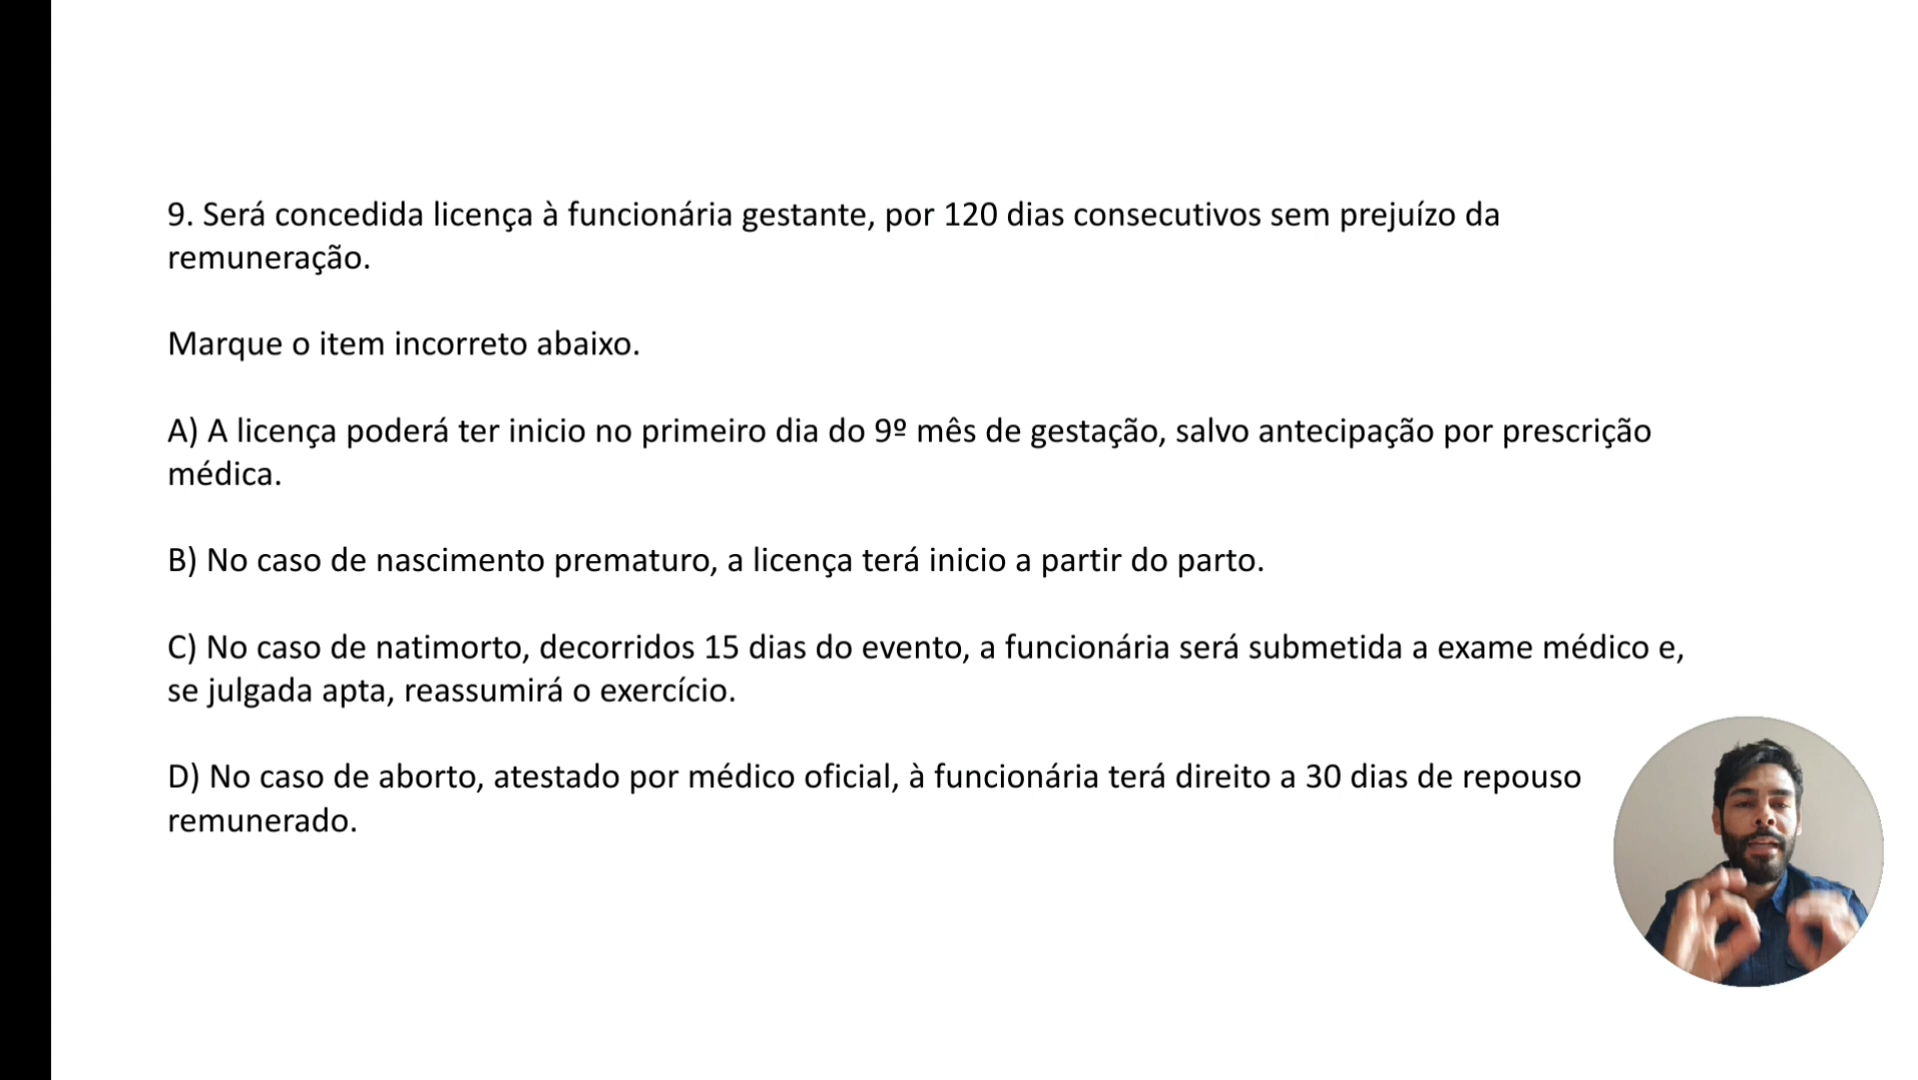 9. Será concedida licença à funcionária gestante, por 120 dias consecutivos sem prejuízo da
remuneração.
Marque o item incorreto abaixo.
A) A licença poderá ter inicio no primeiro dia do 9º mês de gestação, salvo antecipação por prescrição
médica.
B) No caso de nascimento prematuro, a licença terá inicio a partir do parto.
C) No caso de natimorto, decorridos 15 dias do evento, a funcionária será submetida a exame médico e,
se julgada apta, reassumirá o exercício.
D) No caso de aborto, atestado por médico oficial, à funcionária terá direito a 30 dias de repouso
remunerado.